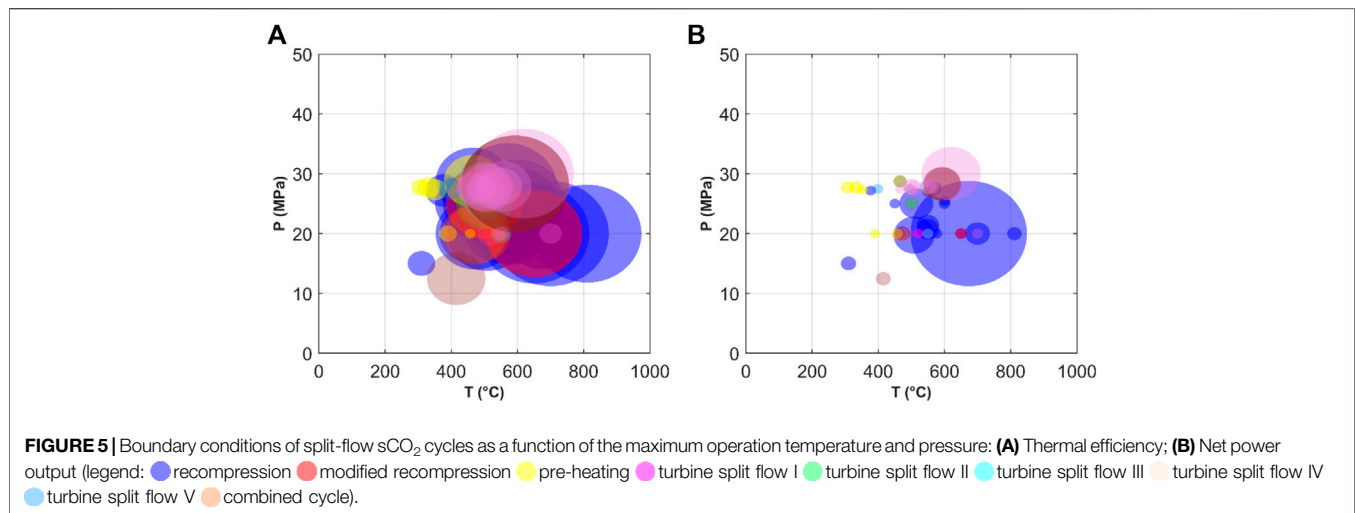 A
B
50
40
30
20
10
0
P (MPa)
0 200 400 600 800 1000
T (°C)
50
40
30
20
10
0
P (MPa)
0 200 400 600 800 1000
T (°C)
FIGURE 5 | Boundary conditions of split-flow sCO₂ cycles as a function of the maximum operation temperature and pressure: (A) Thermal efficiency; (B) Net power
output (legend: recompression modified recompression pre-heating turbine split flow I turbine split flow II turbine split flow III turbine split flow IV
turbine split flow V combined cycle).